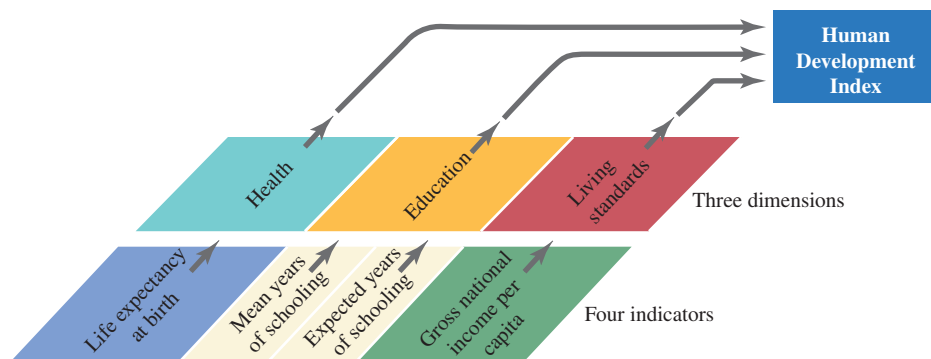 Human
Development
Index
Health
Education
Living
standards
Three dimensions
Life expectancy
at birth
Mean years
of schooling
Expected years
of schooling
Gross national
income per
capita
Four indicators